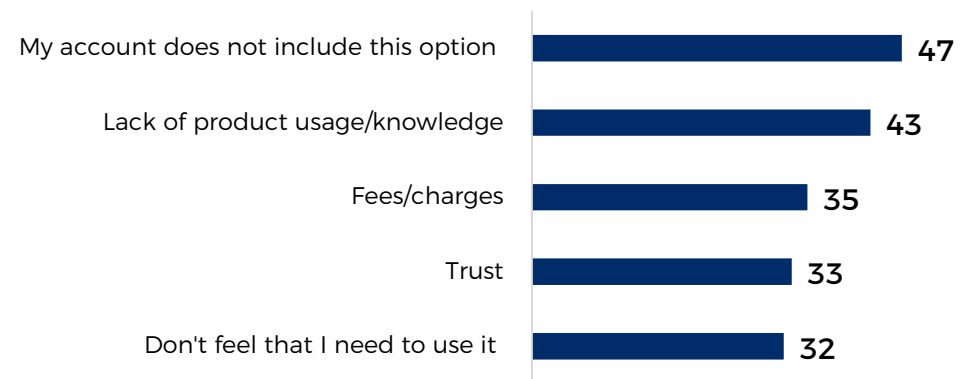 My account does not include this option 47
Lack of product usage/knowledge 43
Fees/charges 35
Trust 33
Don't feel that I need to use it 32